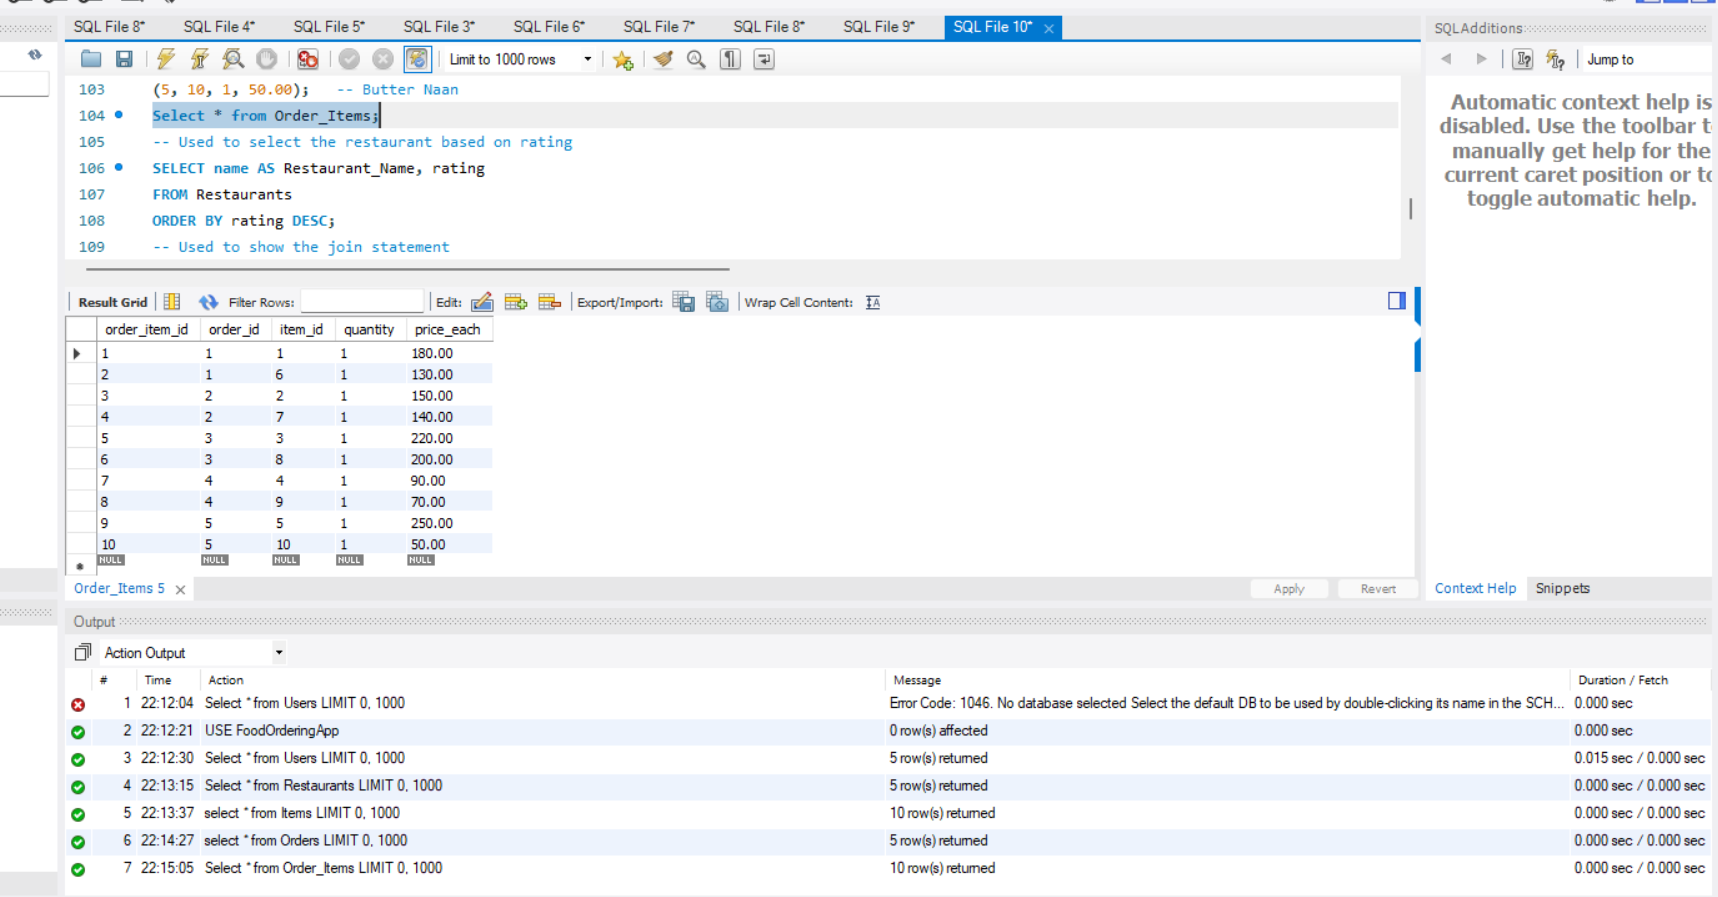 SQL File 8* SQL File 4* SQL File 5* SQL File 3* SQL File 6* SQL File 7* SQL File 8* SQL File 9* SQL File 10*
SQLAdditions
Limit to 1000 rows
Jump to
103 (5, 10, 1, 50.00); -- Butter Naan
104 Select * from Order_Items;
105 -- Used to select the restaurant based on rating
106 SELECT name AS Restaurant_Name, rating
107 FROM Restaurants
108 ORDER BY rating DESC;
109 -- Used to show the join statement
Automatic context help is
disabled. Use the toolbar t
manually get help for the
current caret position or to
toggle automatic help.
Result Grid Filter Rows: Edit: Export/Import: Wrap Cell Content: IA
order_item_id order_id item_id quantity price_each
1 1 1 1 180.00
2 1 6 1 130.00
3 2 2 1 150.00
4 2 7 1 140.00
5 3 3 1 220.00
6 3 8 1 200.00
7 4 4 1 90.00
8 4 9 1 70.00
9 5 5 1 250.00
10 5 10 1 50.00
NULL NULL NULL NULL NULL
Order_Items 5
Apply Revert
Context Help Snippets
Output
Action Output
# Time Action Message Duration / Fetch
1 22:12:04 Select * from Users LIMIT 0, 1000 Error Code: 1046. No database selected Select the default DB to be used by double-clicking its name in the SCH... 0.000 sec
2 22:12:21 USE FoodOrderingApp 0 row(s) affected 0.000 sec
3 22:12:30 Select * from Users LIMIT 0, 1000 5 row(s) returned 0.015 sec / 0.000 sec
4 22:13:15 Select * from Restaurants LIMIT 0, 1000 5 row(s) returned 0.000 sec / 0.000 sec
5 22:13:37 select * from Items LIMIT 0, 1000 10 row(s) returned 0.000 sec / 0.000 sec
6 22:14:27 select * from Orders LIMIT 0, 1000 5 row(s) returned 0.000 sec / 0.000 sec
7 22:15:05 Select * from Order_Items LIMIT 0, 1000 10 row(s) returned 0.000 sec / 0.000 sec